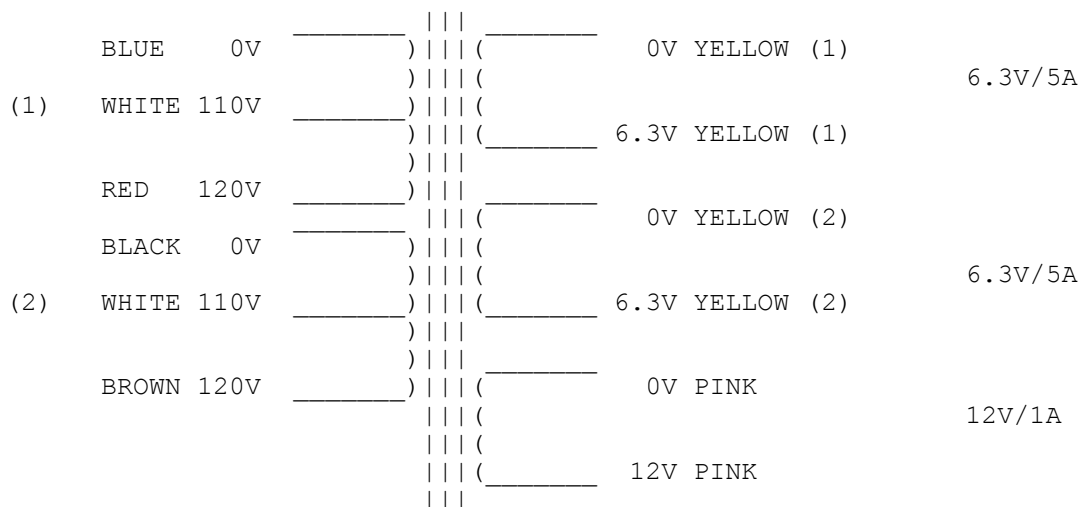 BLUE 0V 0V YELLOW (1)
6.3V/5A
(1) WHITE 110V
6.3V YELLOW (1)
RED 120V
0V YELLOW (2)
BLACK 0V
6.3V/5A
(2) WHITE 110V 6.3V YELLOW (2)
BROWN 120V 0V PINK
12V/1A
12V PINK